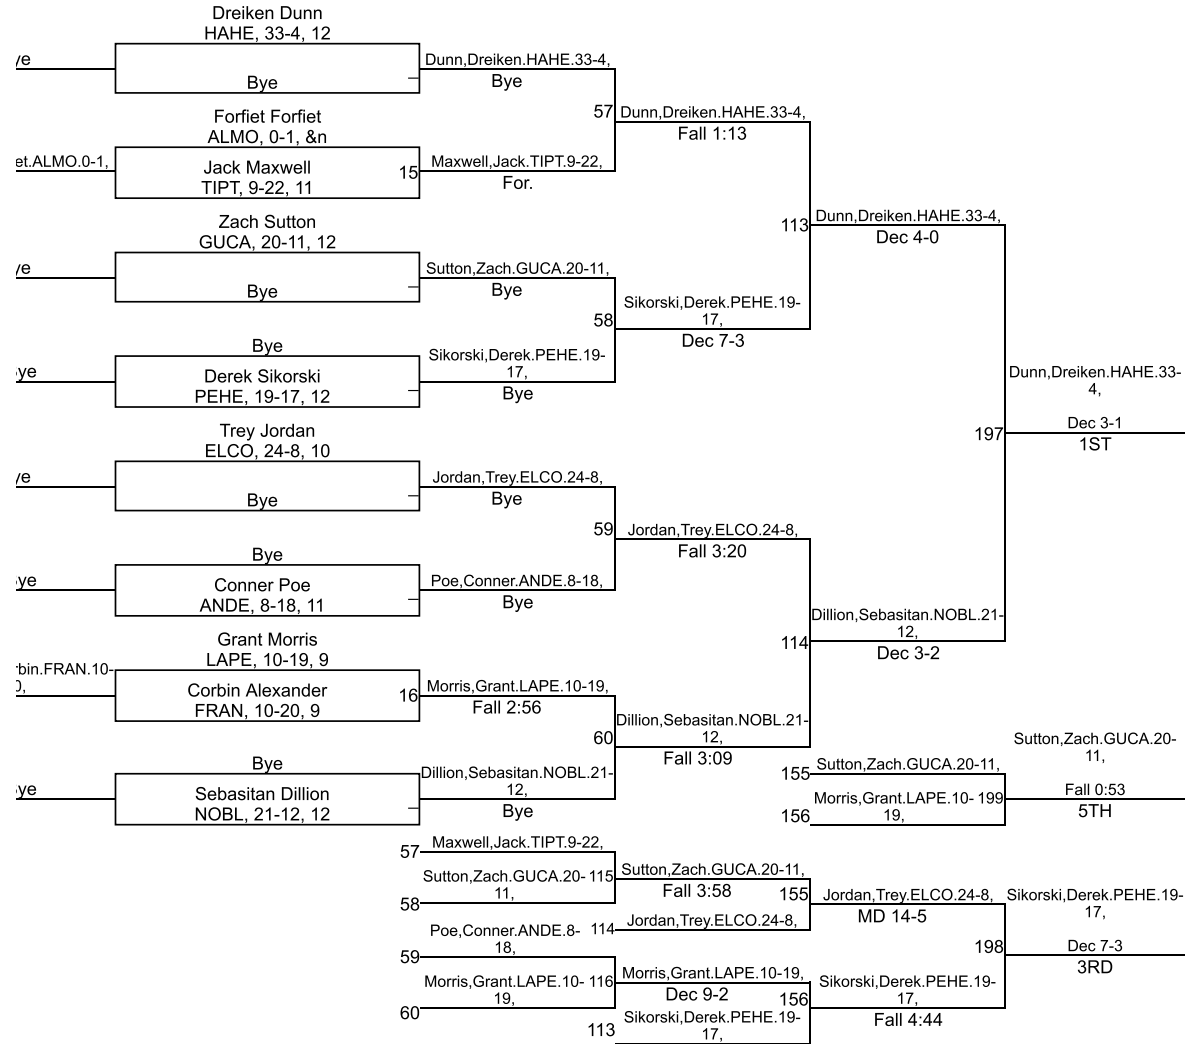 Dreiken Dunn
HAHE, 33-4, 12
ye
Bye
Dunn,Dreiken.HAHE.33-4,
Bye
Forfiet Forfiet
ALMO, 0-1, &n
57
Dunn,Dreiken.HAHE.33-4,
Fall 1:13
et.ALMO.0-1,
Jack Maxwell
TIPT, 9-22, 11
15
Maxwell,Jack.TIPT.9-22,
For.
Zach Sutton
GUCA, 20-11, 12
113
Dunn,Dreiken.HAHE.33-4,
Dec 4-0
ye
Bye
Sutton,Zach.GUCA.20-11,
Bye
58
Sikorski,Derek.PEHE.19-
17,
Dec 7-3
Bye
ye
Derek Sikorski
PEHE, 19-17, 12
Sikorski,Derek.PEHE.19-
17,
Bye
Dunn,Dreiken.HAHE.33-
4,
197
Dec 3-1
1ST
Trey Jordan
ELCO, 24-8, 10
ye
Bye
Jordan,Trey.ELCO.24-8,
Bye
59
Jordan,Trey.ELCO.24-8,
Fall 3:20
Bye
ye
Conner Poe
ANDE, 8-18, 11
Poe,Conner.ANDE.8-18,
Bye
114
Dillion,Sebasitan.NOBL.21-
12,
Dec 3-2
Grant Morris
LAPE, 10-19, 9
rbin.FRAN.10-
0,
Corbin Alexander
FRAN, 10-20, 9
16
Morris,Grant.LAPE.10-19,
Fall 2:56
60
Dillion,Sebasitan.NOBL.21-
12,
Fall 3:09
Bye
ye
Sebasitan Dillion
NOBL, 21-12, 12
Dillion,Sebasitan.NOBL.21-
12,
Bye
155
Sutton,Zach.GUCA.20-11,
156
Morris,Grant.LAPE.10-
19,
199
Sutton,Zach.GUCA.20-
11,
Fall 0:53
5TH
57
Maxwell,Jack.TIPT.9-22,
58
Sutton,Zach.GUCA.20-
11,
115
Sutton,Zach.GUCA.20-11,
Fall 3:58
114
Jordan,Trey.ELCO.24-8,
155
Jordan,Trey.ELCO.24-8,
MD 14-5
59
Poe,Conner.ANDE.8-
18,
60
Morris,Grant.LAPE.10-
19,
116
Morris,Grant.LAPE.10-19,
Dec 9-2
113
Sikorski,Derek.PEHE.19-
17,
156
Sikorski,Derek.PEHE.19-
17,
Fall 4:44
198
Sikorski,Derek.PEHE.19-
17,
Dec 7-3
3RD